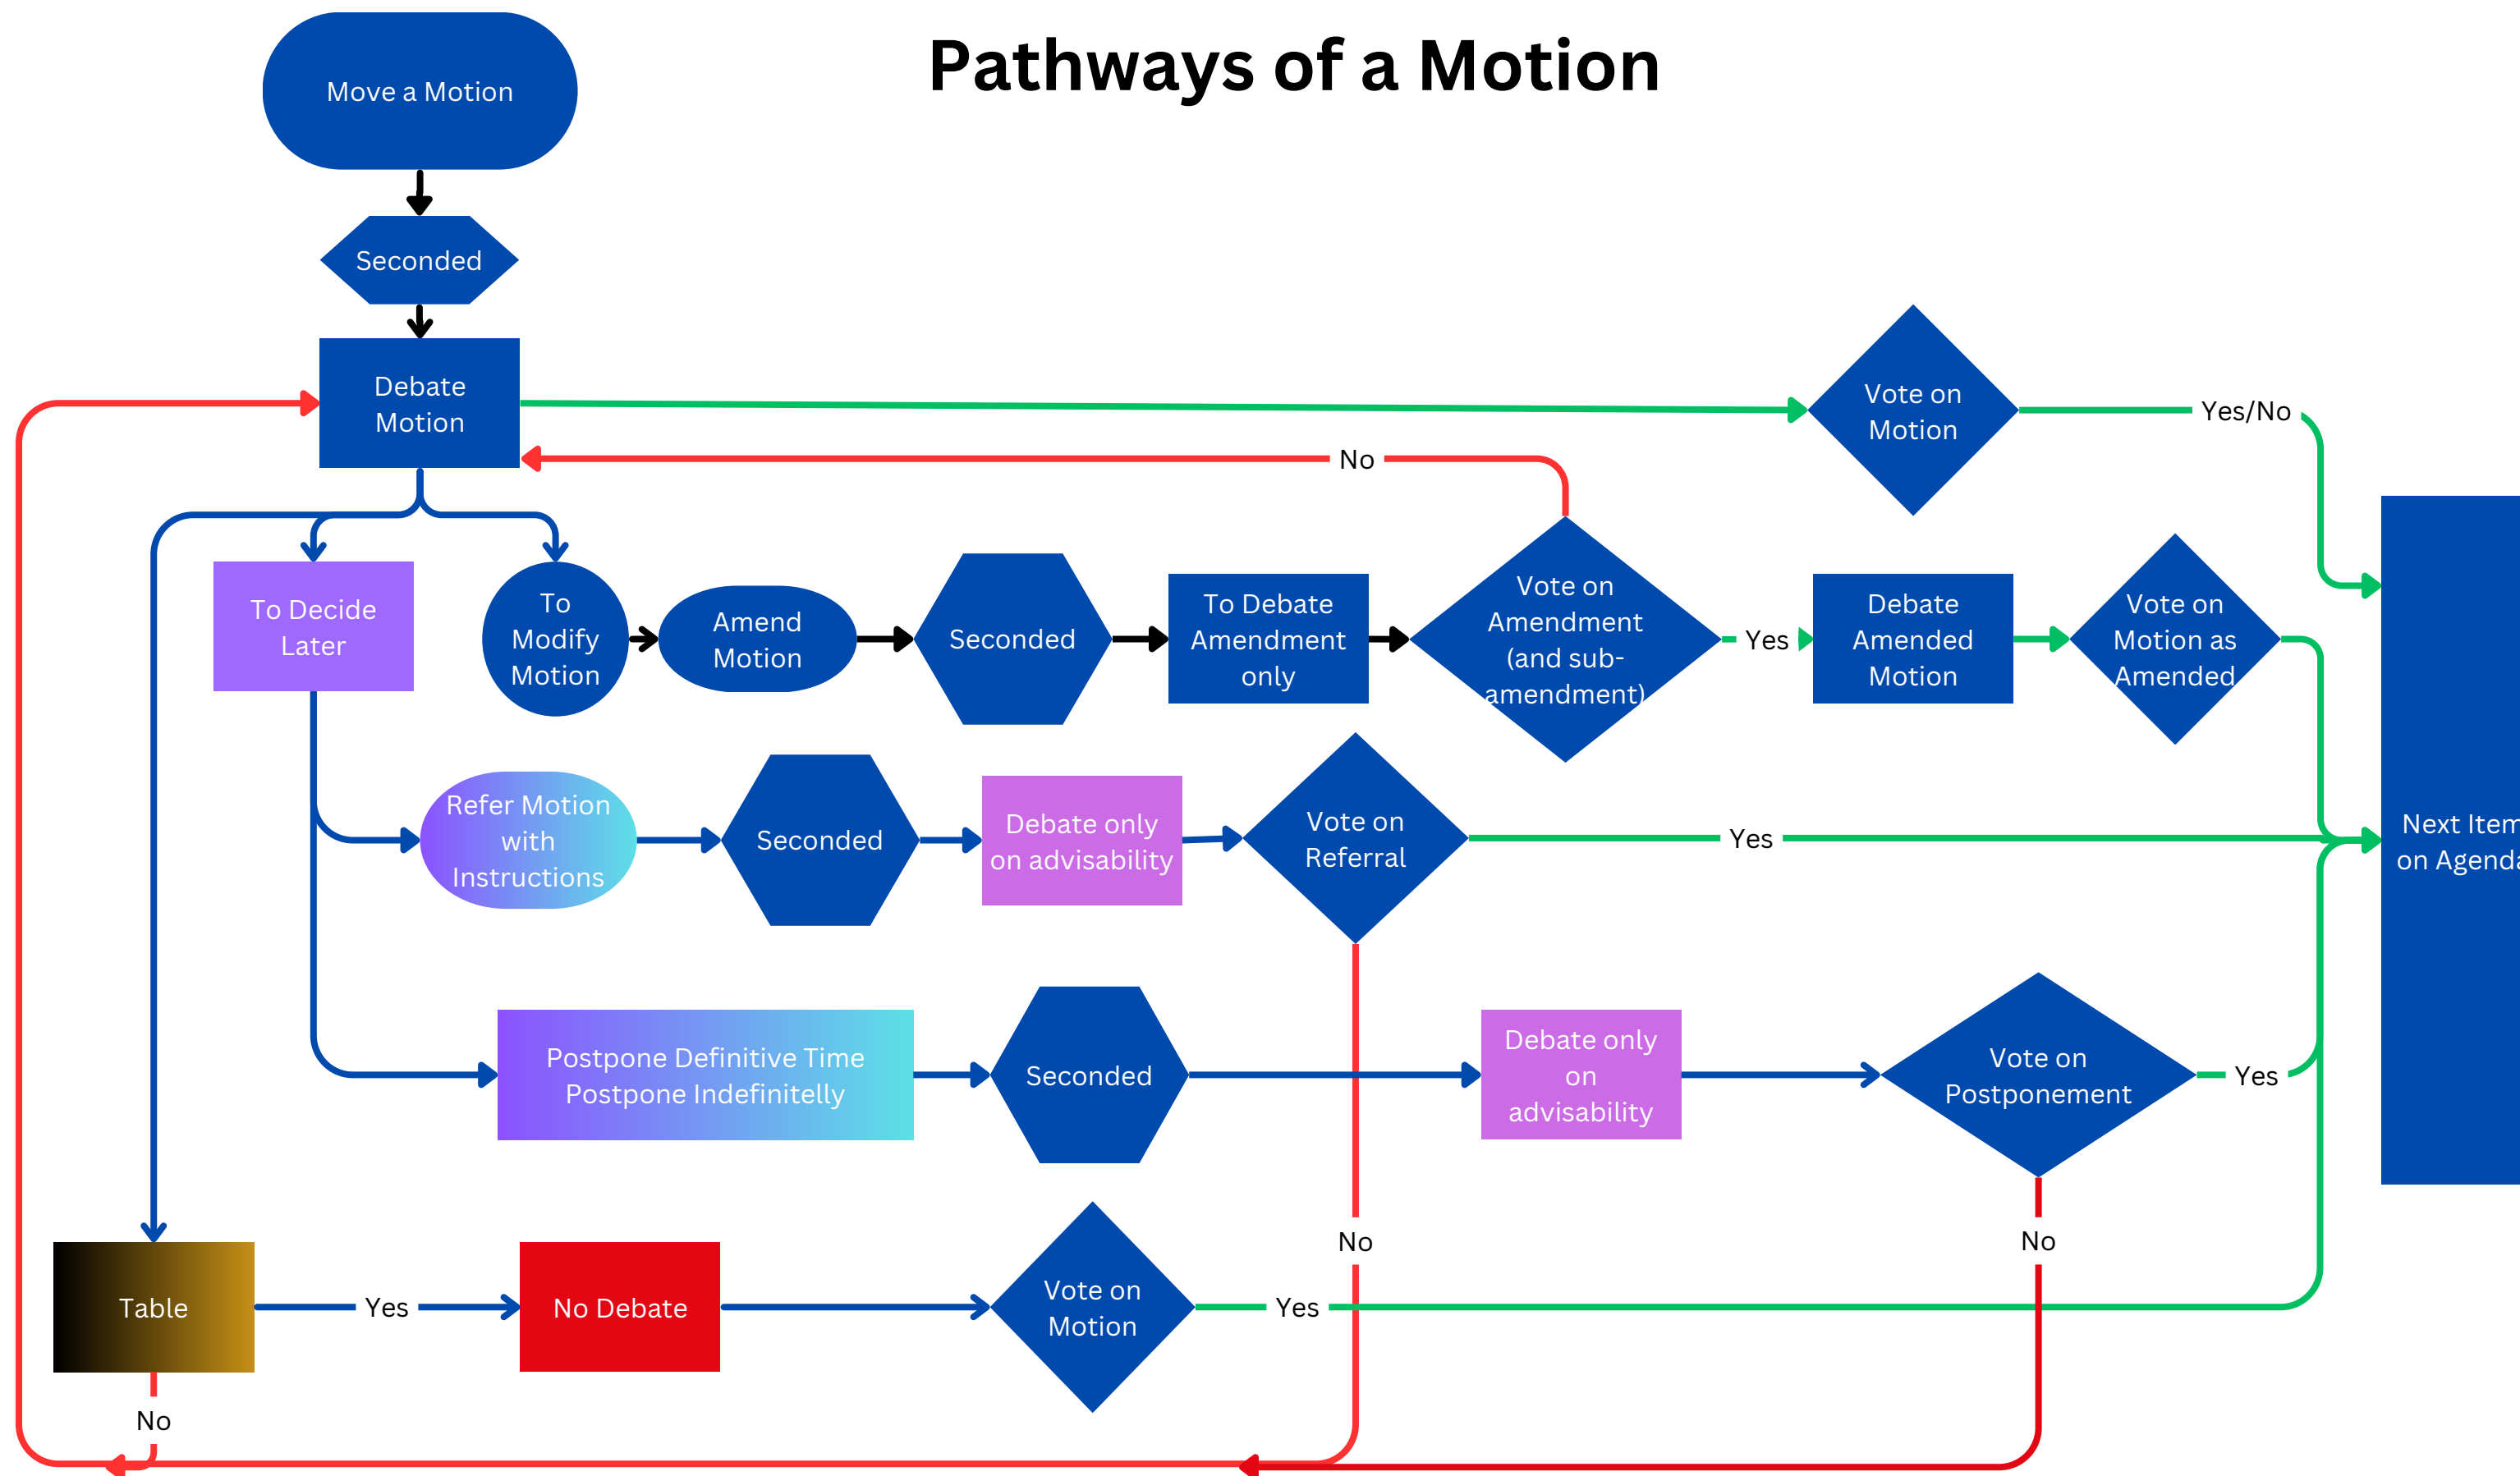 Pathways of a Motion
Move a Motion
Seconded
Debate
Motion
Vote on
Motion
Yes/No
No
To Decide
Later
To
Modify
Motion
Amend
Motion
Seconded
To Debate
Amendment
only
Vote on
Amendment
(and sub-
amendment)
Yes
Debate
Amended
Motion
Vote on
Motion as
Amended
Refer Motion
with
Instructions
Seconded
Debate only
on advisability
Vote on
Referral
Yes
Next Item
on Agenda
Postpone Definitive Time
Postpone Indefinitelly
Seconded
Debate only
on
advisability
Vote on
Postponement
Yes
No
No
Table
Yes
No Debate
Vote on
Motion
Yes
No